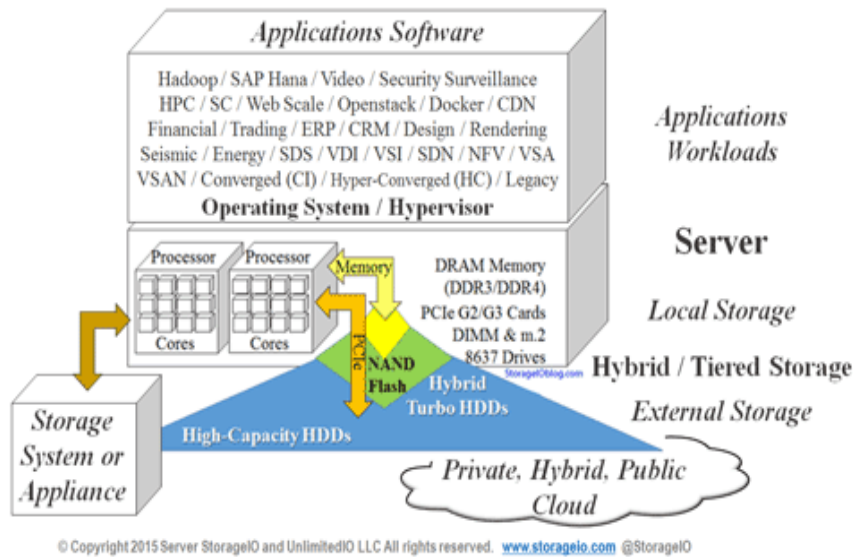 Applications Software
Hadoop / SAP Hana / Video / Security Surveillance
HPC / SC / Web Scale / Openstack / Docker / CDN
Financial / Trading / ERP / CRM / Design / Rendering
Seismic / Energy / SDS / VDI / VSI / SDN / NFV / VSA
VSAN / Converged (CI) / Hyper-Converged (HC) / Legacy
Operating System / Hypervisor
Applications
Workloads
Server
Processor
Cores
Processor
Cores
Memory
PCIe
DRAM Memory
(DDR3/DDR4)
PCIe G2/G3 Cards
DIMM & m.2
8637 Drives
StorageIOblog.com
Local Storage
Hybrid / Tiered Storage
External Storage
NAND
Flash
Hybrid
Turbo HDDs
High-Capacity HDDs
Storage
System or
Appliance
Private, Hybrid, Public
Cloud
© Copyright 2015 Server StorageIO and UnlimitedIO LLC All rights reserved. www.storageio.com @StorageIO